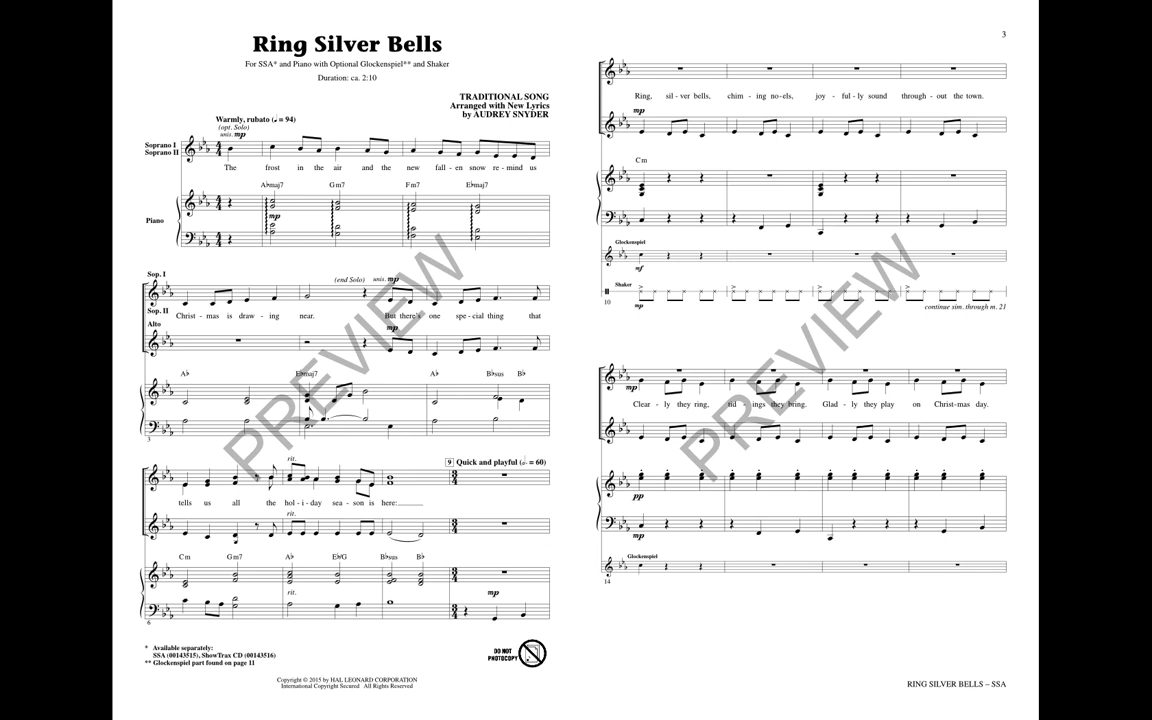 Ring Silver Bells
For SSA* and Piano with Optional Glockenspiel** and Shaker
Duration: ca. 2:10
TRADITIONAL SONG
Arranged with New Lyrics
by AUDREY SNYDER
Warmly, rubato (♩ = 94)
(opt. Solo)
unis. mp
Soprano I
Soprano II
The frost in the air and the new fall - en snow re - mind us
A♭maj7 Gm7 Fm7 E♭maj7
mp
Piano
Sop. I
(end Solo) unis. mp
Sop. II
Christ - mas is draw - ing near. But there's one spe - cial thing that
Alto
mp
A♭ E♭maj7 A♭ B♭sus B♭
3
rit.
9 Quick and playful (𝅗𝅥. = 60)
tells us all the hol - i - day sea - son is here:
rit.
Cm Gm7 A♭ E♭/G B♭sus B♭
rit. mp
6
* Available separately:
SSA (00143515), ShowTrax CD (00143516)
** Glockenspiel part found on page 11
DO NOT
PHOTOCOPY
Copyright © 2015 by HAL LEONARD CORPORATION
International Copyright Secured All Rights Reserved
PREVIEW
3
Ring, sil - ver bells, chim - ing no-els, joy - ful - ly sound through - out the town.
mp
Cm
Glockenspiel
mf
Shaker
10
mp
continue sim. through m. 21
mp
Clear - ly they ring, tid - ings they bring. Glad - ly they play on Christ-mas day.
pp
mp
Glockenspiel
14
PREVIEW
RING SILVER BELLS – SSA